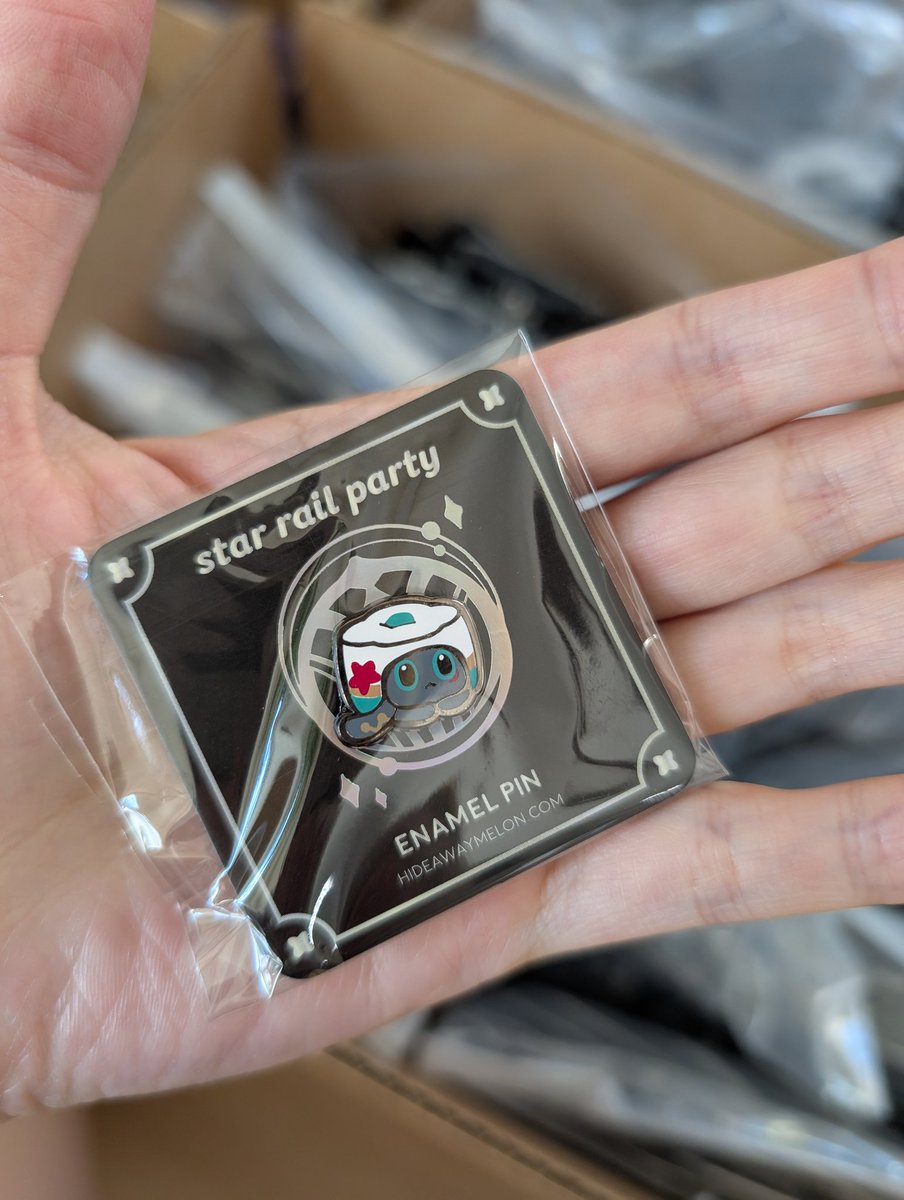 star rail party
ENAMEL PIN
HIDEAWAYMELON.COM